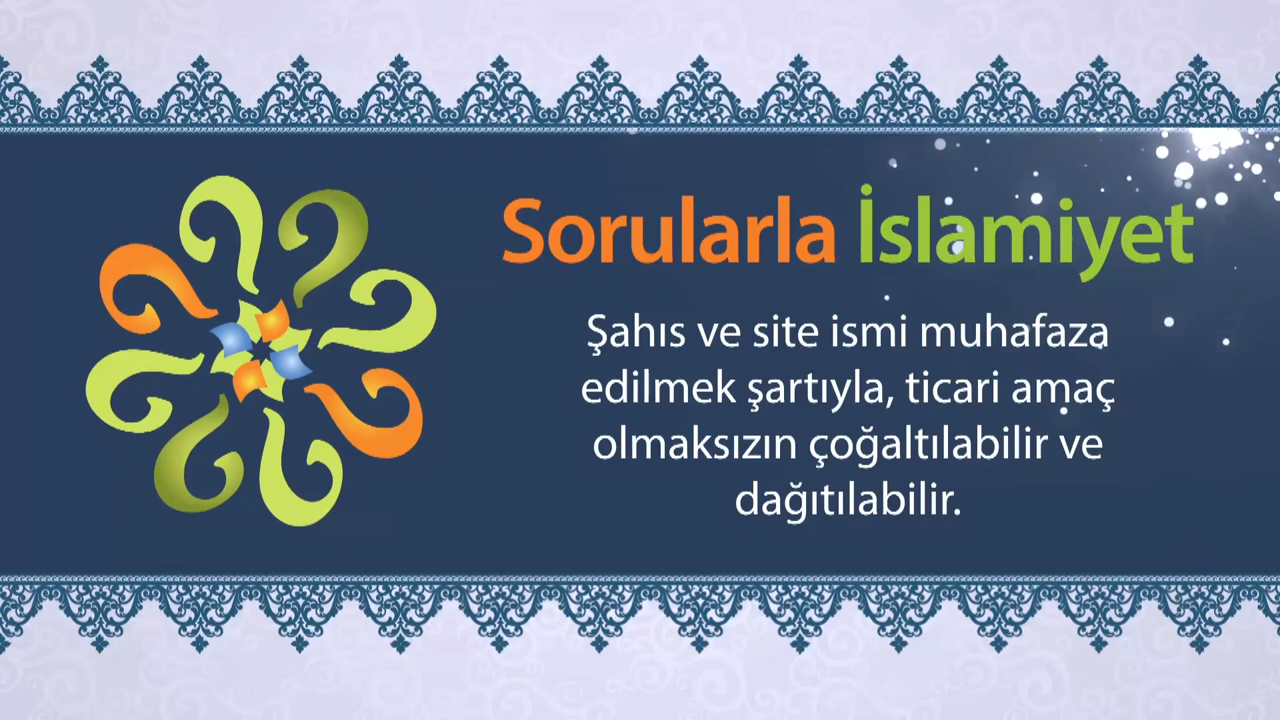 Sorularla İslamiyet
Şahıs ve site ismi muhafaza
edilmek şartıyla, ticari amaç
olmaksızın çoğaltılabilir ve
dağıtılabilir.